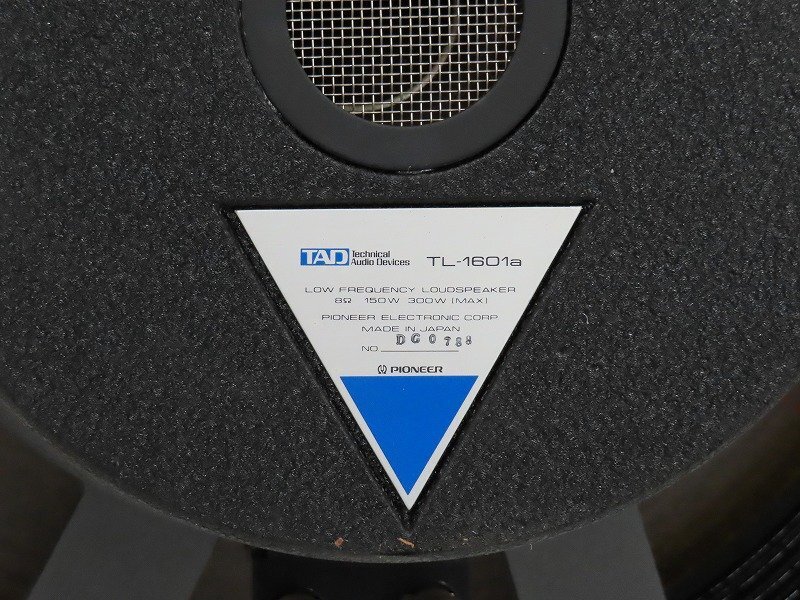 TAD Technical Audio Devices TL-1601a
LOW FREQUENCY LOUDSPEAKER
8Ω 150W 300W (MAX)
PIONEER ELECTRONIC CORP
MADE IN JAPAN
NO.
PIONEER